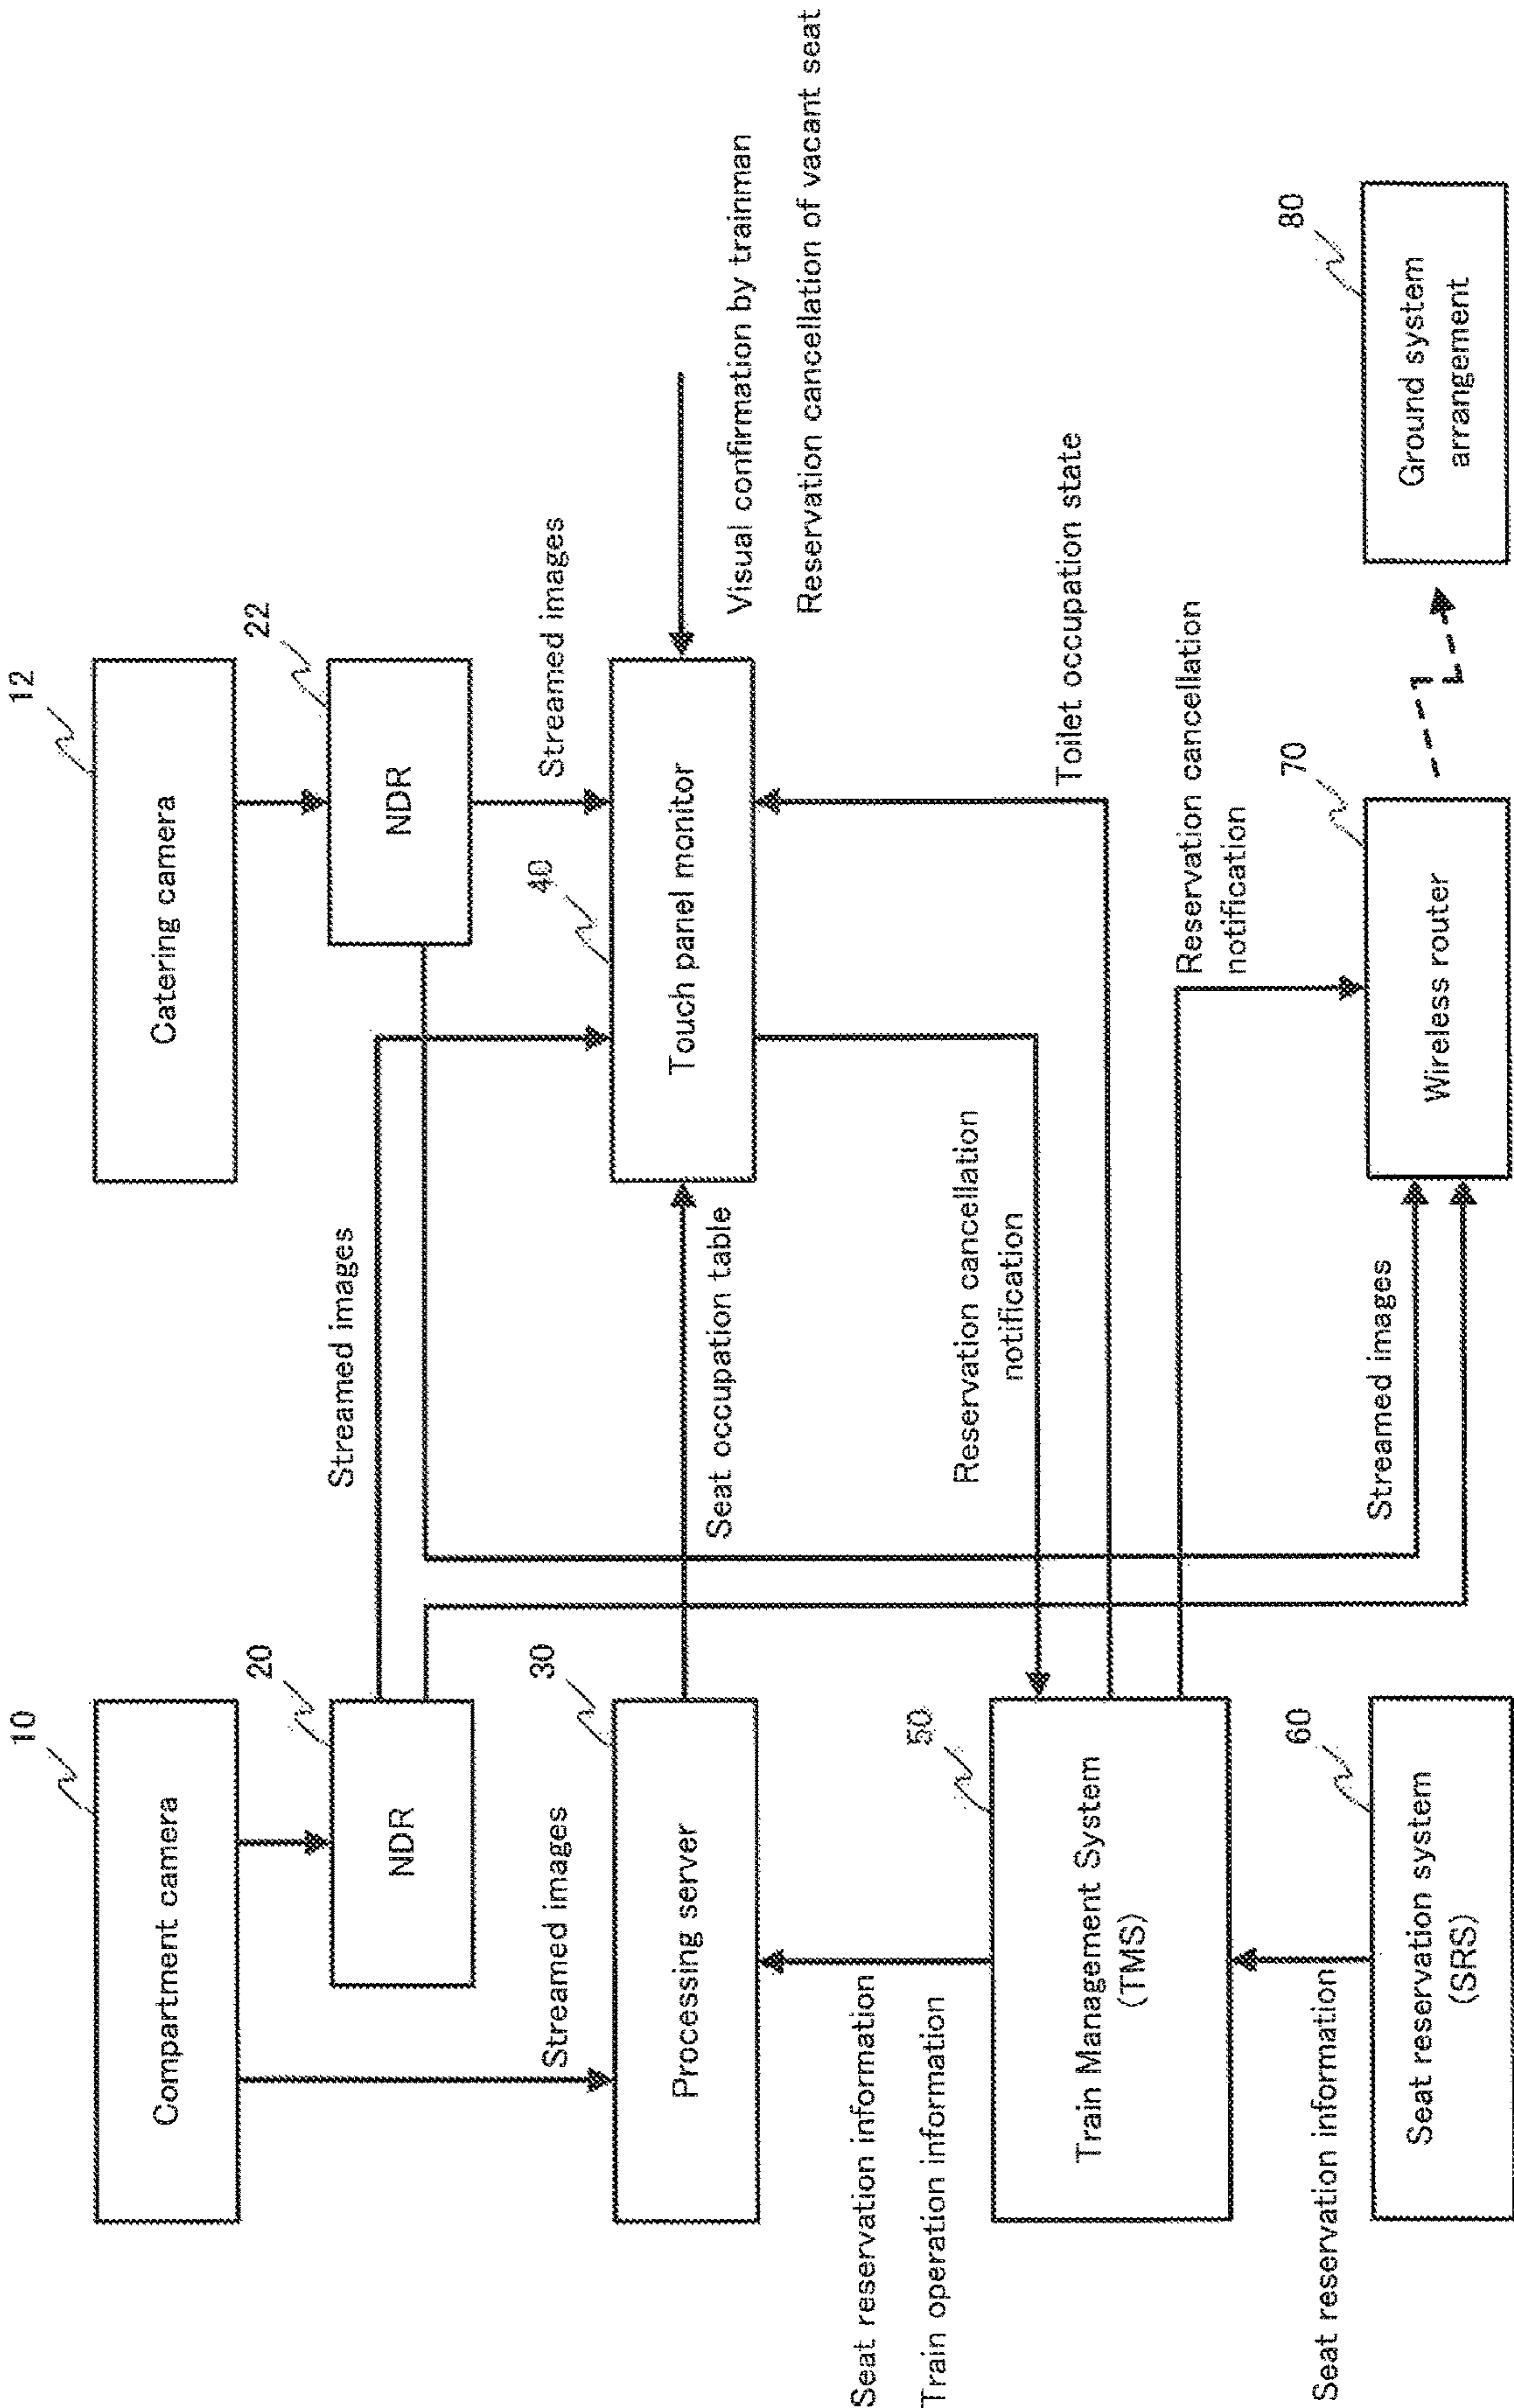 10
Compartment camera
12
Catering camera
20
NDR
22
NDR
Streamed images
Streamed images
Streamed images
30
Processing server
40
Touch panel monitor
Seat occupation table
Visual confirmation by trainman
Reservation cancellation of vacant seat
Seat reservation information
Train operation information
Reservation cancellation
notification
Toilet occupation state
50
Train Management System
(TMS)
Reservation cancellation
notification
Seat reservation information
60
Seat reservation system
(SRS)
Streamed images
70
Wireless router
80
Ground system
arrangement